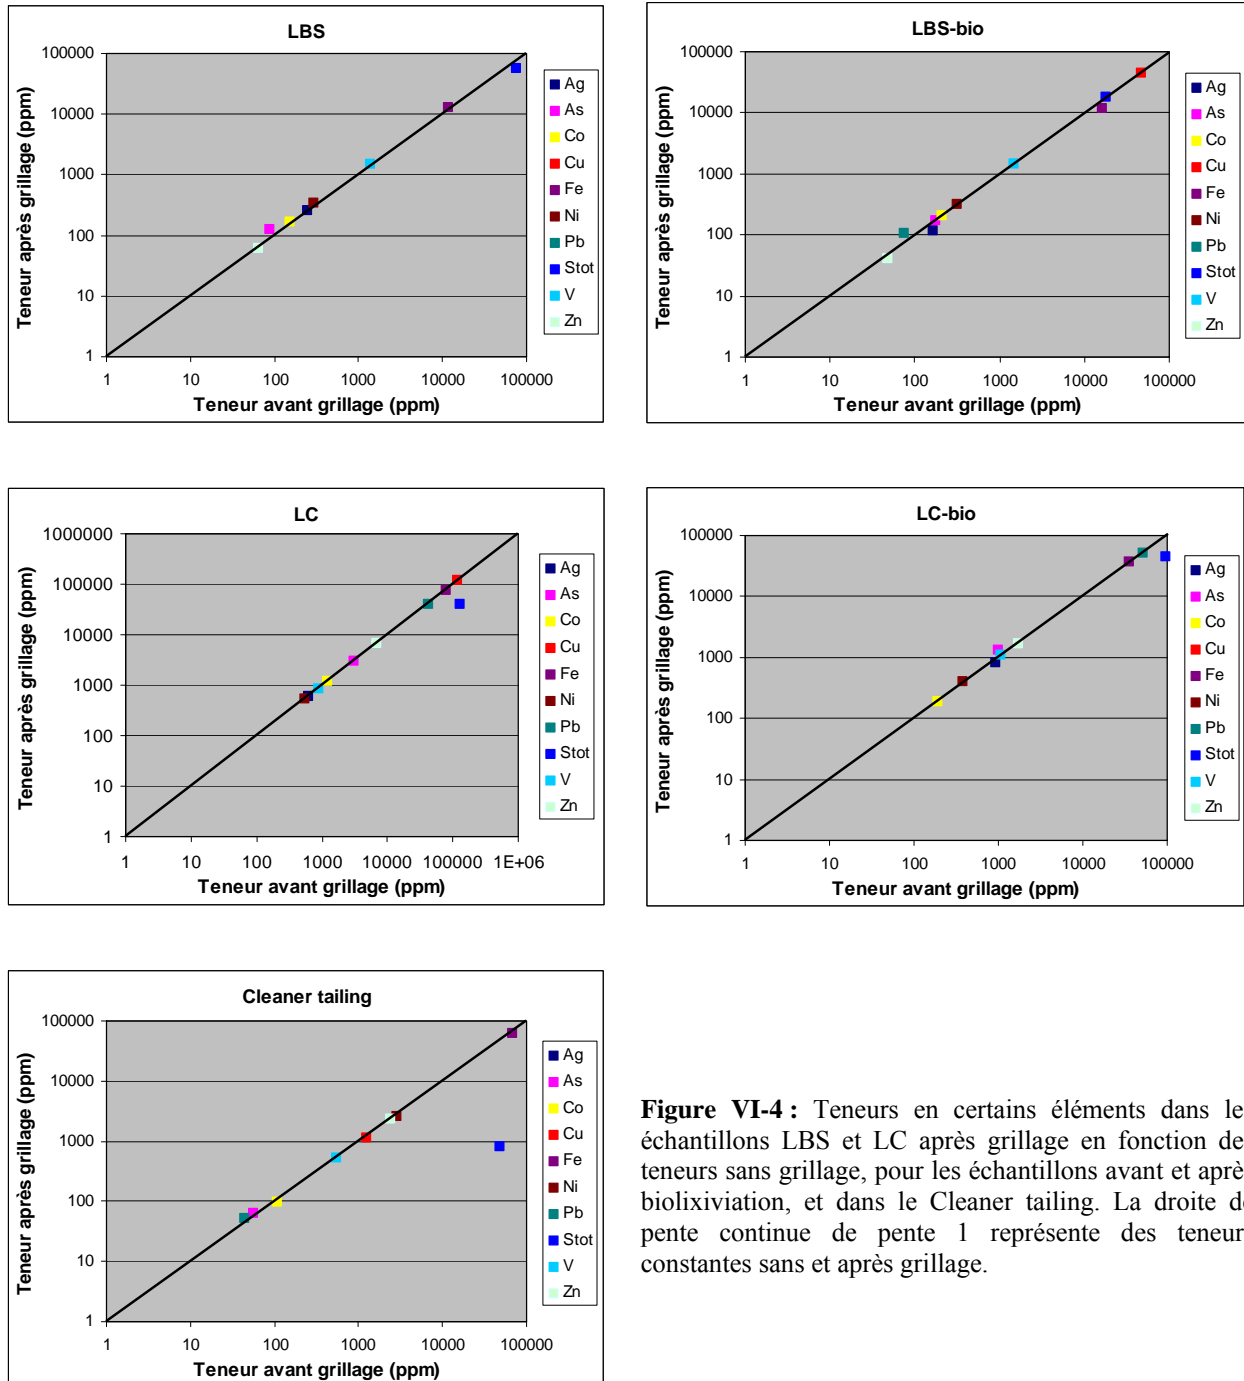 LBS
100000
10000
1000
100
10
1
1 10 100 1000 10000 100000
Teneur avant grillage (ppm)
Teneur après grillage (ppm)
Ag
As
Co
Cu
Fe
Ni
Pb
Stot
V
Zn
LBS-bio
100000
10000
1000
100
10
1
1 10 100 1000 10000 100000
Teneur avant grillage (ppm)
Teneur après grillage (ppm)
Ag
As
Co
Cu
Fe
Ni
Pb
Stot
V
Zn
LC
1000000
100000
10000
1000
100
10
1
1 10 100 1000 10000 100000 1E+06
Teneur avant grillage (ppm)
Teneur après grillage (ppm)
Ag
As
Co
Cu
Fe
Ni
Pb
Stot
V
Zn
LC-bio
100000
10000
1000
100
10
1
1 10 100 1000 10000 100000
Teneur avant grillage (ppm)
Teneur après grillage (ppm)
Ag
As
Co
Cu
Fe
Ni
Pb
Stot
V
Zn
Cleaner tailing
100000
10000
1000
100
10
1
1 10 100 1000 10000 100000
Teneur avant grillage (ppm)
Teneur après grillage (ppm)
Ag
As
Co
Cu
Fe
Ni
Pb
Stot
V
Zn
Figure VI-4 : Teneurs en certains éléments dans le
échantillons LBS et LC après grillage en fonction de
teneurs sans grillage, pour les échantillons avant et aprè
biolixiviation, et dans le Cleaner tailing. La droite d
pente continue de pente 1 représente des teneur
constantes sans et après grillage.